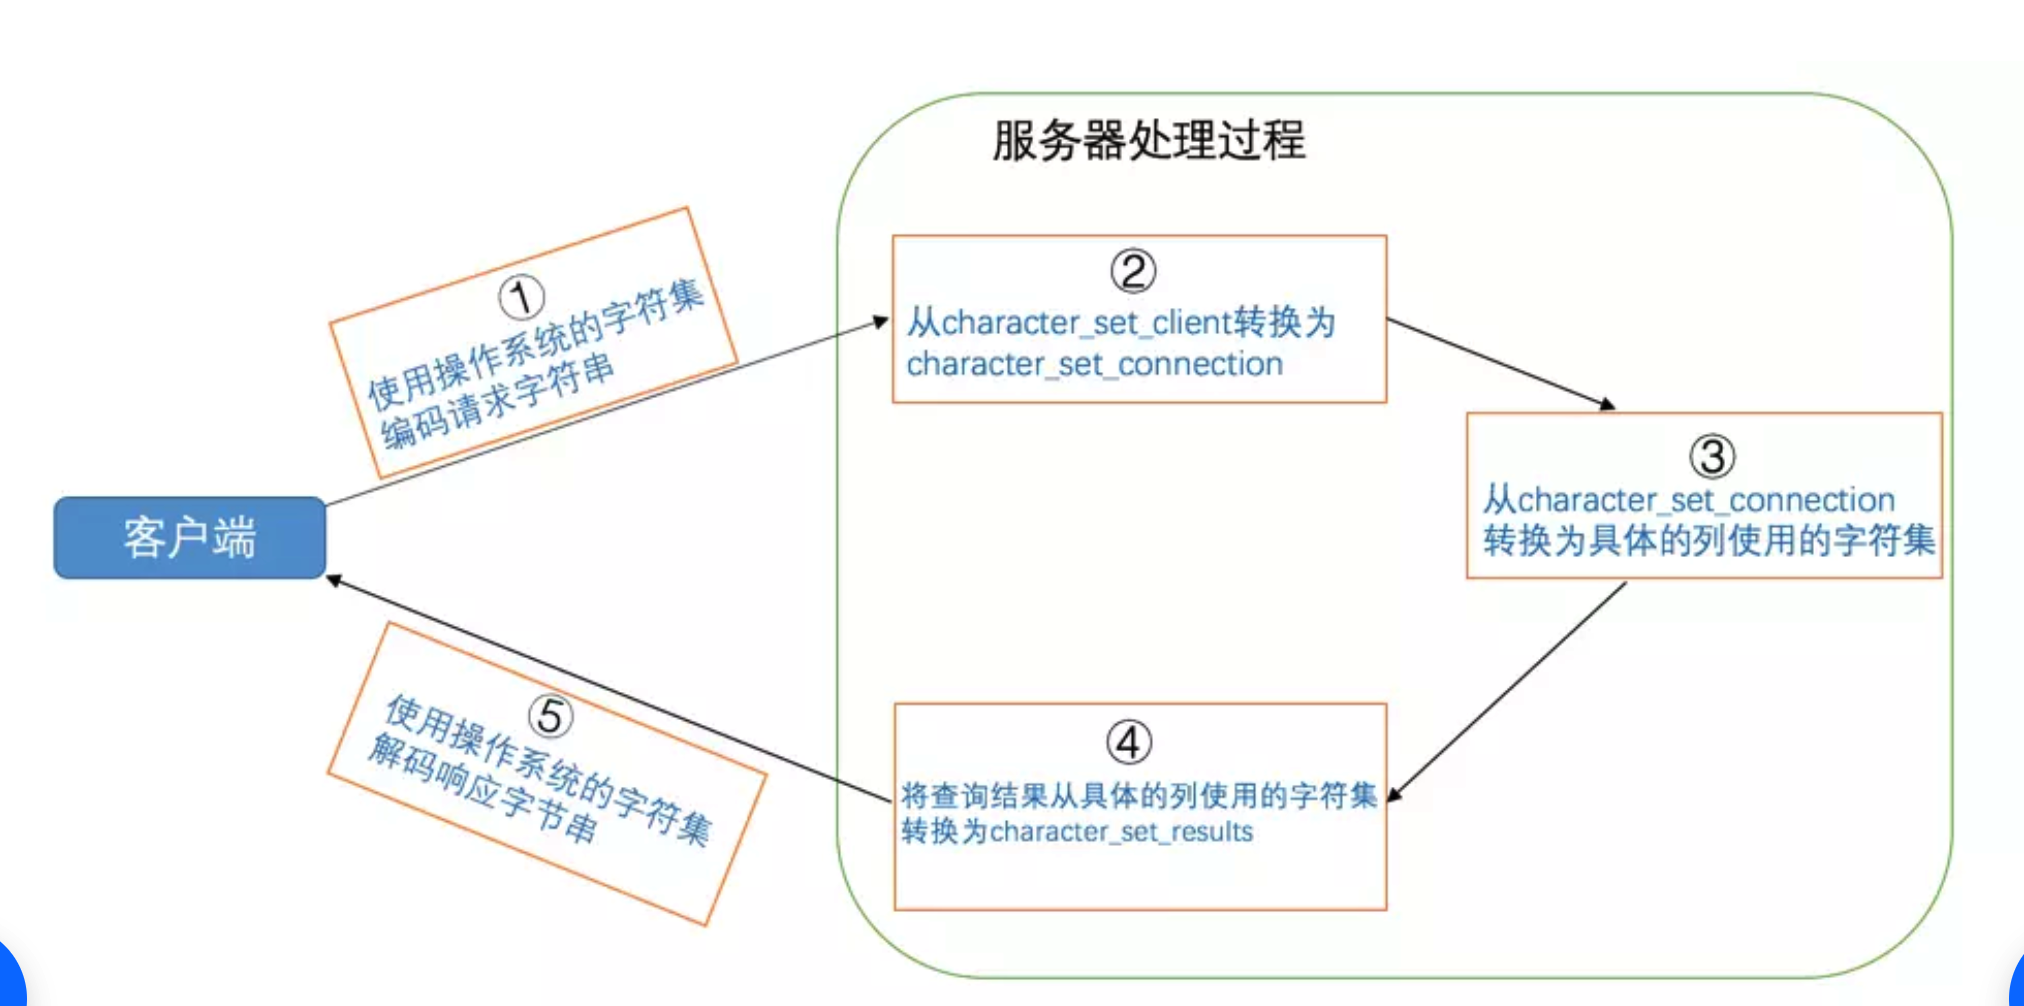 服务器处理过程
①
使用操作系统的字符集
编码请求字符串
②
从character_set_client转换为
character_set_connection
③
从character_set_connection
转换为具体的列使用的字符集
客户端
④
将查询结果从具体的列使用的字符集
转换为character_set_results
⑤
使用操作系统的字符集
解码响应字节串